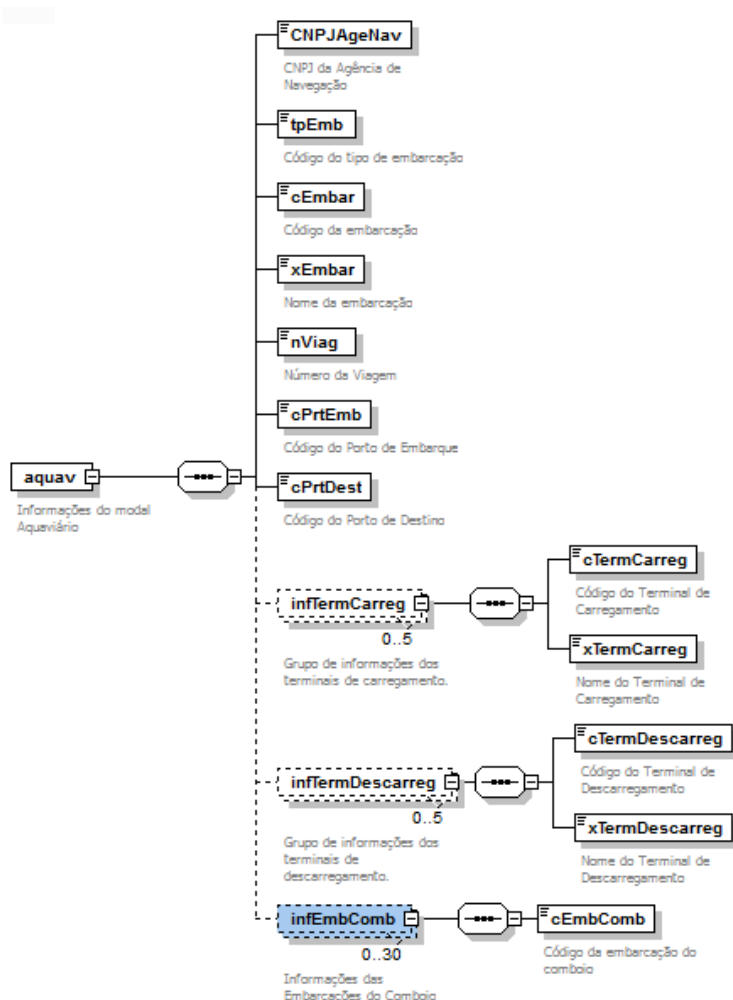 CNPJAgeNav
CNPJ da Agência de
Navegação
tpEmb
Código do tipo de embarcação
cEmbar
Código da embarcação
xEmbar
Nome da embarcação
nViag
Número da Viagem
cPrtEmb
Código do Porto de Embarque
aquav
Informações do modal
Aquaviário
cPrtDest
Código do Porto de Destino
infTermCarreg
0..5
Grupo de informações dos
terminais de carregamento.
cTermCarreg
Código do Terminal de
Carregamento
xTermCarreg
Nome do Terminal de
Carregamento
infTermDescarreg
0..5
Grupo de informações dos
terminais de
descarregamento.
cTermDescarreg
Código do Terminal de
Descarregamento
xTermDescarreg
Nome do Terminal de
Descarregamento
infEmbComb
0..30
Informações das
Embarcações do Comboio
cEmbComb
Código da embarcação do
comboio